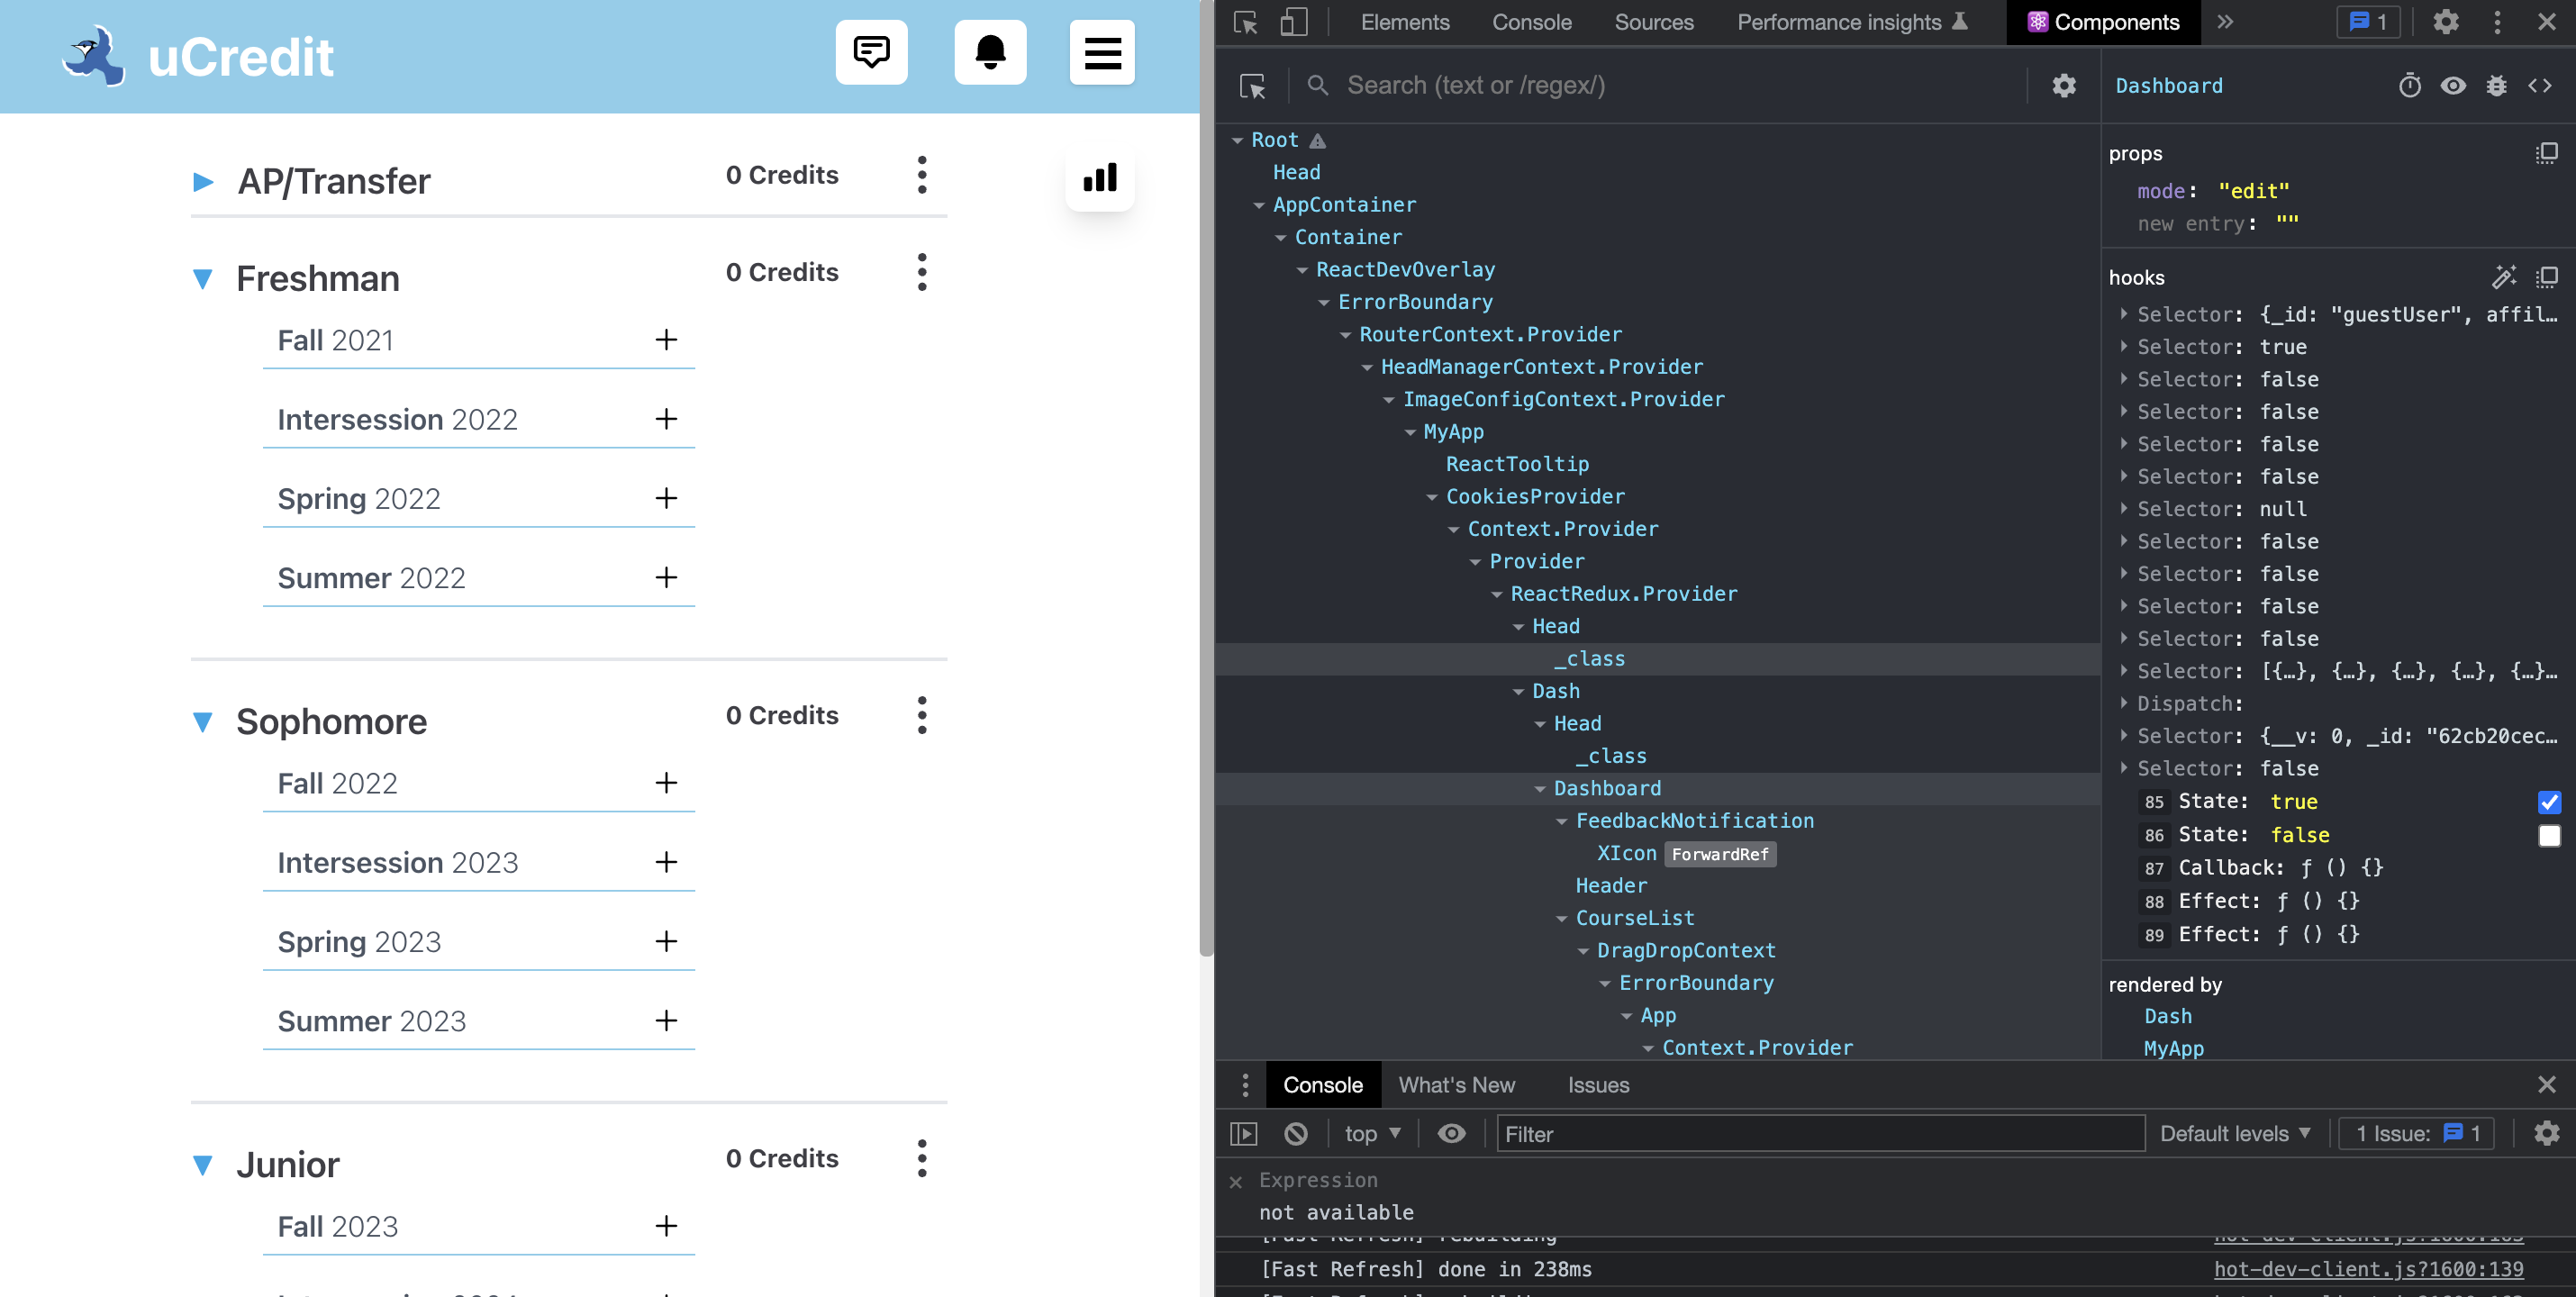 uCredit
AP/Transfer
0 Credits
Freshman
0 Credits
Fall 2021
+
Intersession 2022
+
Spring 2022
+
Summer 2022
+
Sophomore
0 Credits
Fall 2022
+
Intersession 2023
+
Spring 2023
+
Summer 2023
+
Junior
0 Credits
Fall 2023
+
Elements Console Sources Performance insights Components » 1
Search (text or /regex/)
Root
Head
AppContainer
Container
ReactDevOverlay
ErrorBoundary
RouterContext.Provider
HeadManagerContext.Provider
ImageConfigContext.Provider
MyApp
ReactTooltip
CookiesProvider
Context.Provider
Provider
ReactRedux.Provider
Head
_class
Dash
Head
_class
Dashboard
FeedbackNotification
XIcon ForwardRef
Header
CourseList
DragDropContext
ErrorBoundary
App
Context.Provider
Dashboard
props
mode: "edit"
new entry: ""
hooks
Selector: {_id: "guestUser", affil…
Selector: true
Selector: false
Selector: false
Selector: false
Selector: false
Selector: null
Selector: false
Selector: false
Selector: false
Selector: false
Selector: [{…}, {…}, {…}, {…}, {…}…
Dispatch:
Selector: {__v: 0, _id: "62cb20cec…
Selector: false
85 State: true
86 State: false
87 Callback: ƒ () {}
88 Effect: ƒ () {}
89 Effect: ƒ () {}
rendered by
Dash
MyApp
Console What's New Issues
top Filter Default levels 1 Issue: 1
Expression
not available
[Fast Refresh] rebuilding
[Fast Refresh] done in 238ms hot-dev-client.js?1600:139